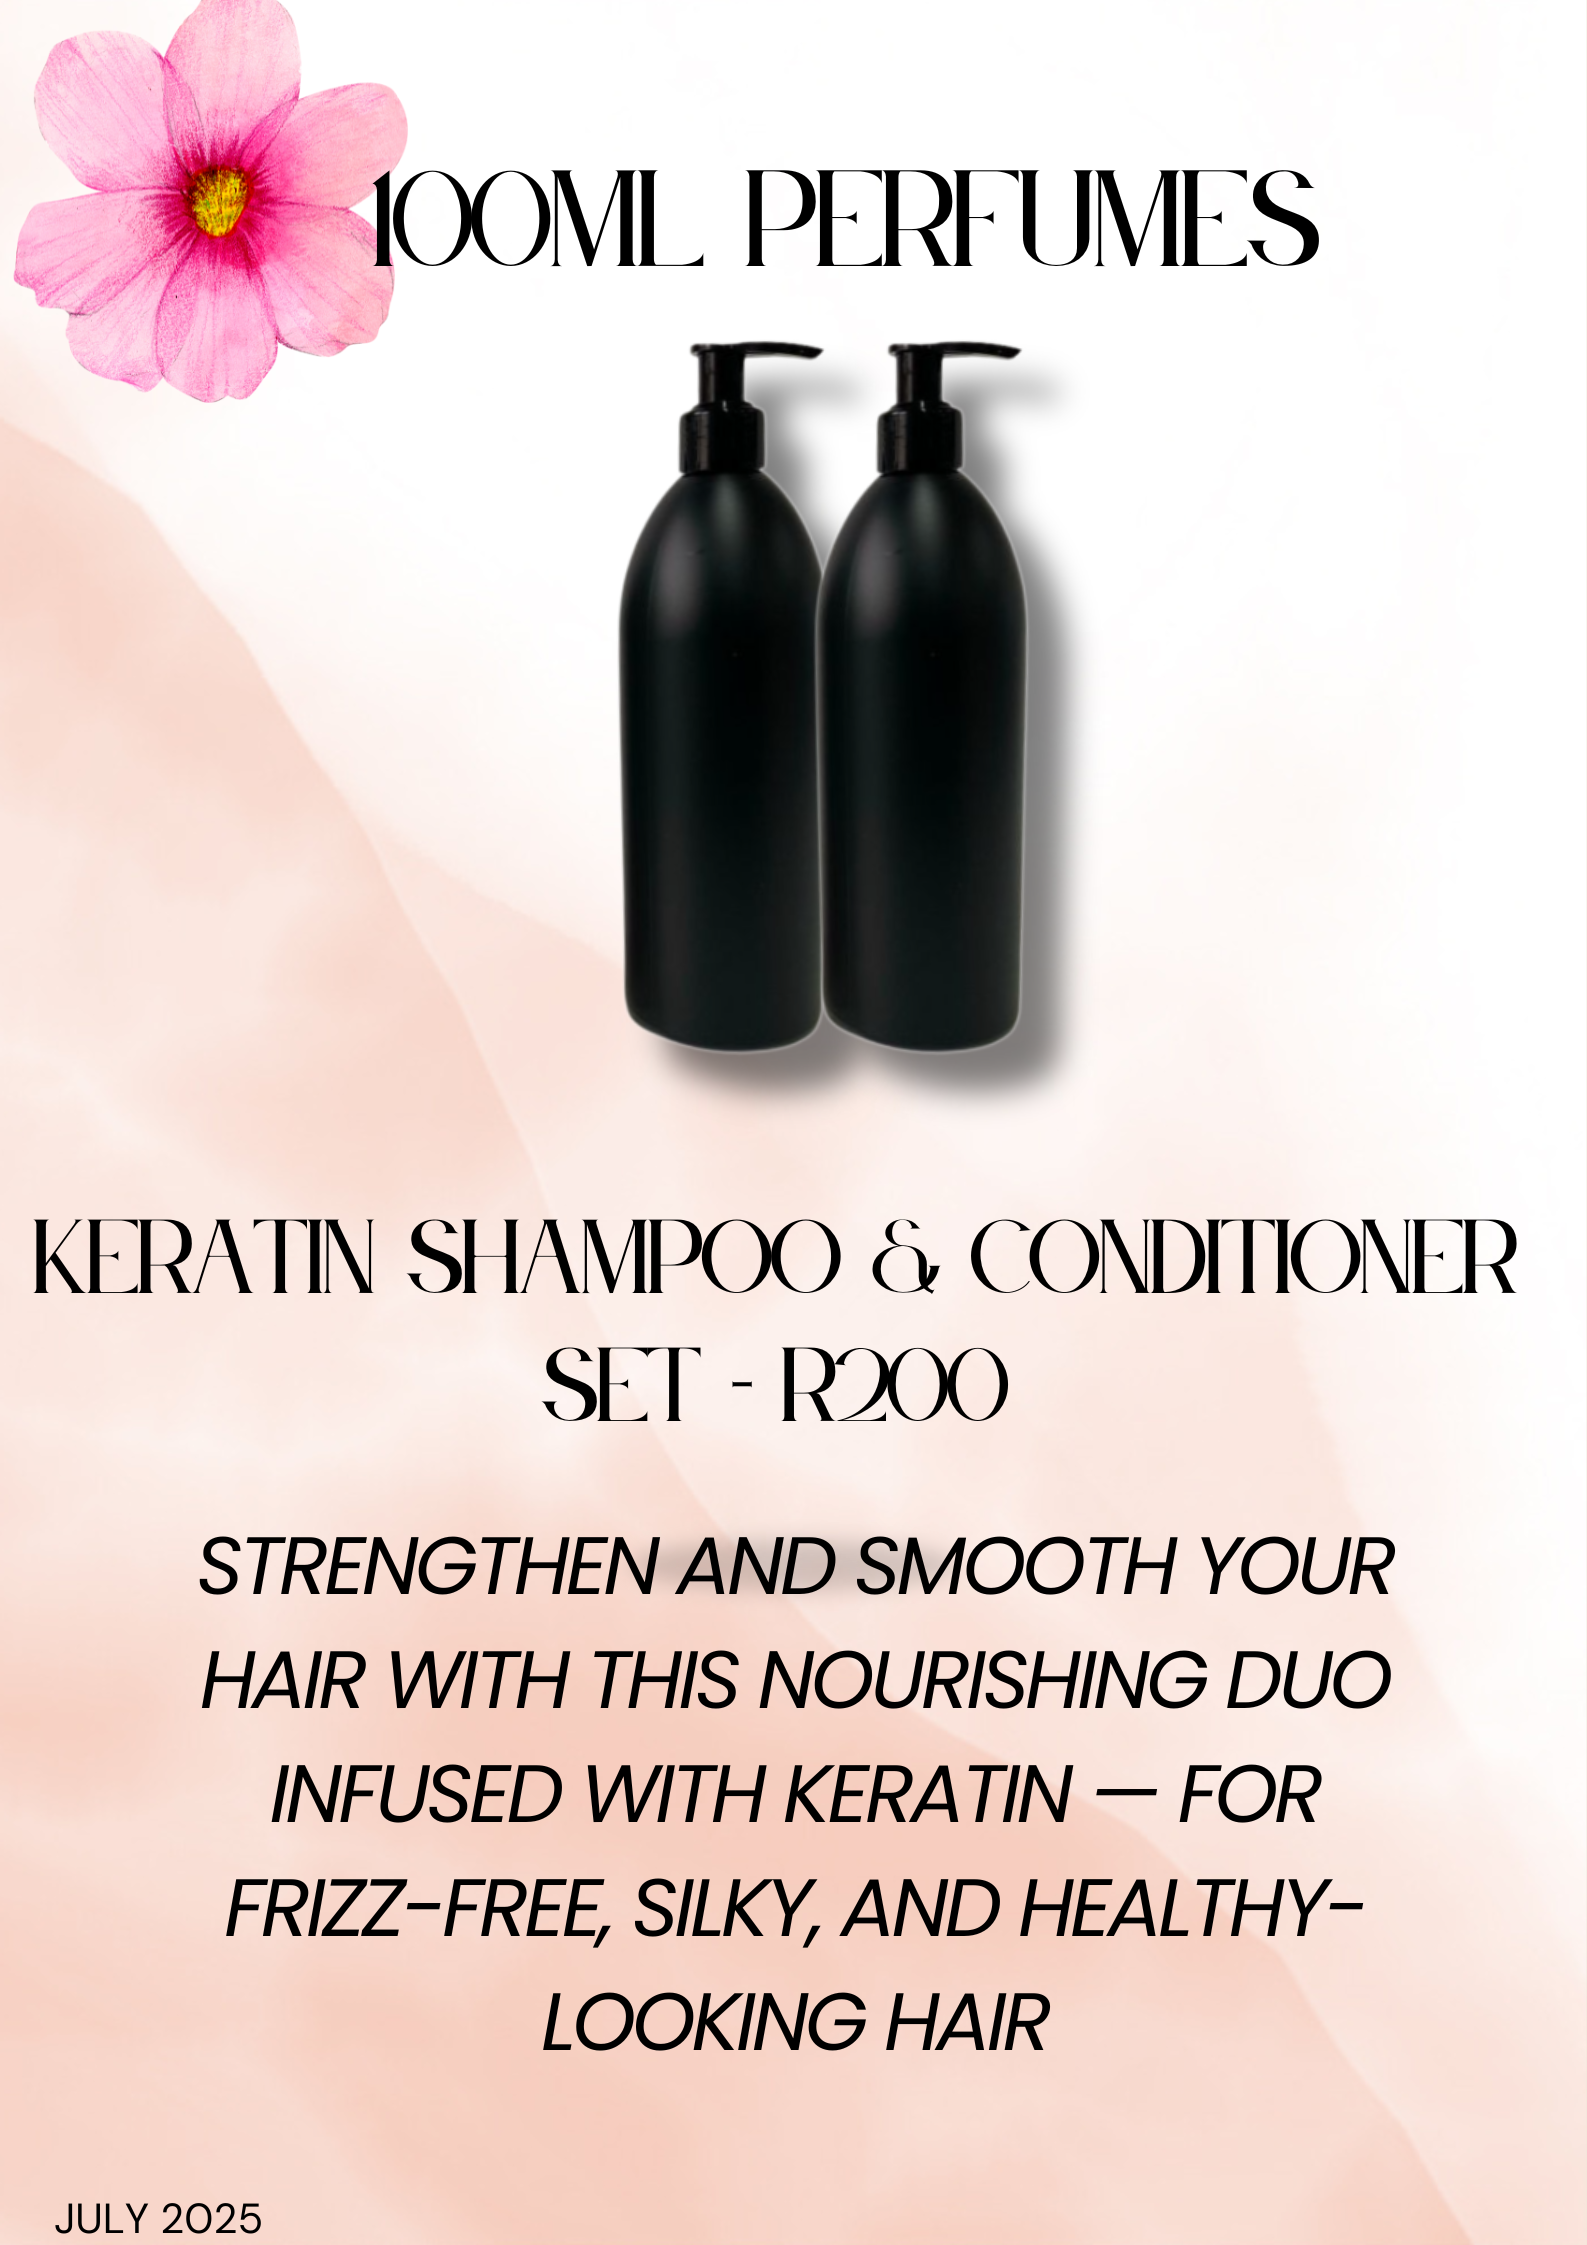 100ML PERFUMES
KERATIN SHAMPOO & CONDITIONER
SET - R200
STRENGTHEN AND SMOOTH YOUR
HAIR WITH THIS NOURISHING DUO
INFUSED WITH KERATIN — FOR
FRIZZ-FREE, SILKY, AND HEALTHY-
LOOKING HAIR
JULY 2025